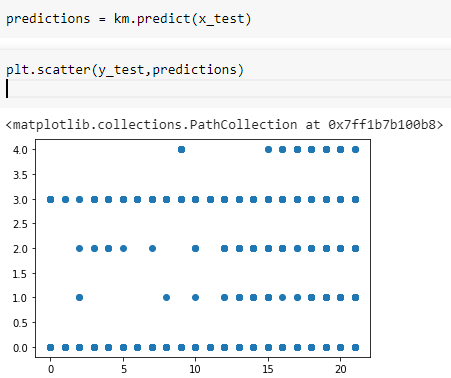 predictions = km.predict(x_test)
plt.scatter(y_test,predictions)
<matplotlib.collections.PathCollection at 0x7ff1b7b100b8>
4.0
3.5
3.0
2.5
2.0
1.5
1.0
0.5
0.0
0 5 10 15 20